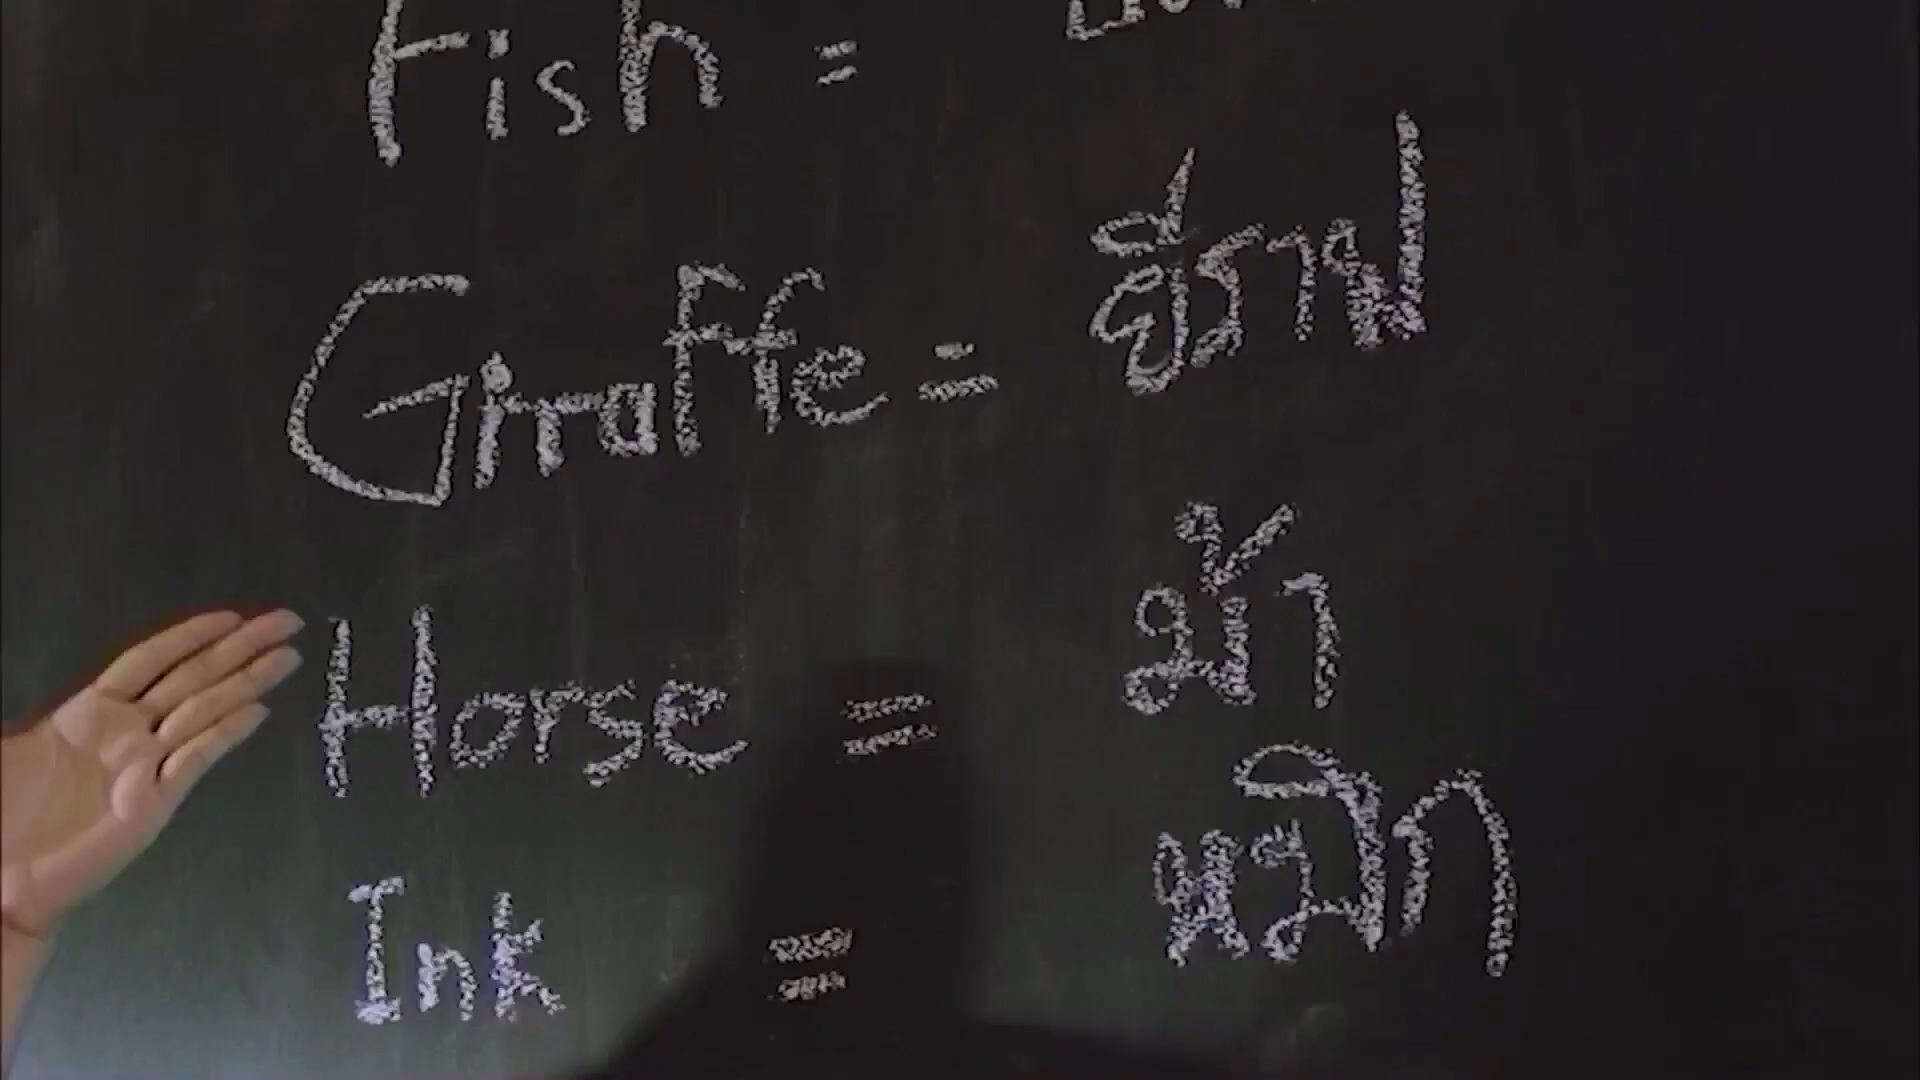 Fish =
Giraffe = ยีราฟ
Horse = ม้า
Ink = หมึก